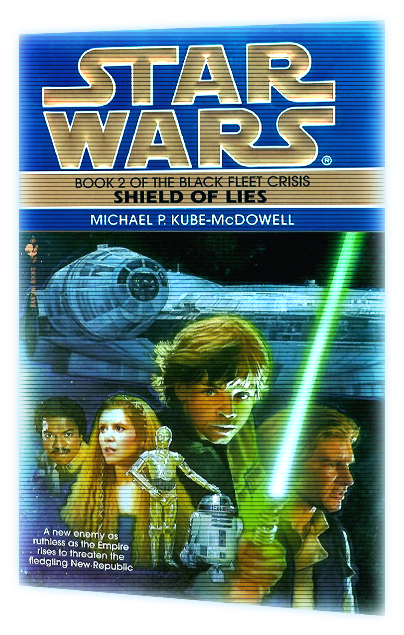 STAR
WARS®
BOOK 2 OF THE BLACK FLEET CRISIS
SHIELD OF LIES
MICHAEL P. KUBE-McDOWELL
A new enemy as
ruthless as the Empire
rises to threaten the
fledgling New Republic